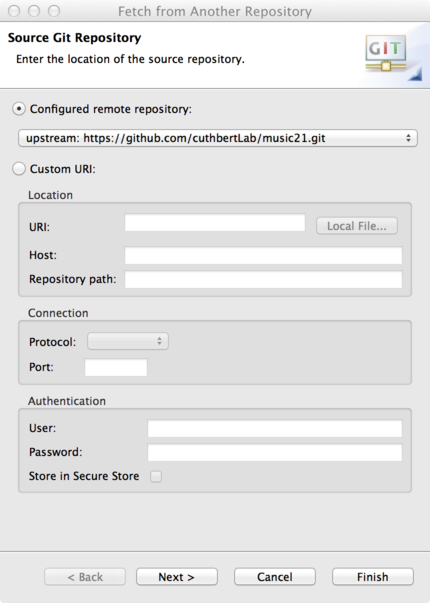 Fetch from Another Repository
Source Git Repository
Enter the location of the source repository.
GIT
Configured remote repository:
upstream: https://github.com/cuthbertLab/music21.git
Custom URI:
Location
URI:
Local File...
Host:
Repository path:
Connection
Protocol:
Port:
Authentication
User:
Password:
Store in Secure Store
< Back
Next >
Cancel
Finish